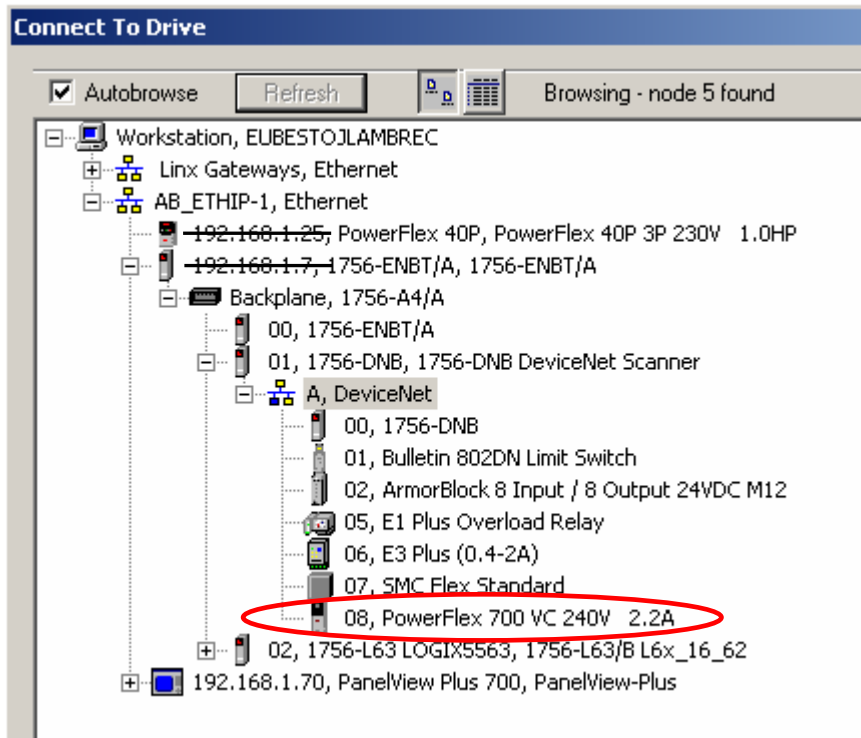 Connect To Drive
Autobrowse Refresh Browsing - node 5 found
Workstation, EUBESTOJLAMBREC
Linx Gateways, Ethernet
AB_ETHIP-1, Ethernet
192.168.1.25, PowerFlex 40P, PowerFlex 40P 3P 230V 1.0HP
192.168.1.7, 1756-ENBT/A, 1756-ENBT/A
Backplane, 1756-A4/A
00, 1756-ENBT/A
01, 1756-DNB, 1756-DNB DeviceNet Scanner
A, DeviceNet
00, 1756-DNB
01, Bulletin 802DN Limit Switch
02, ArmorBlock 8 Input / 8 Output 24VDC M12
05, E1 Plus Overload Relay
06, E3 Plus (0.4-2A)
07, SMC Flex Standard
08, PowerFlex 700 VC 240V 2.2A
02, 1756-L63 LOGIX5563, 1756-L63/B L6x_16_62
192.168.1.70, PanelView Plus 700, PanelView-Plus